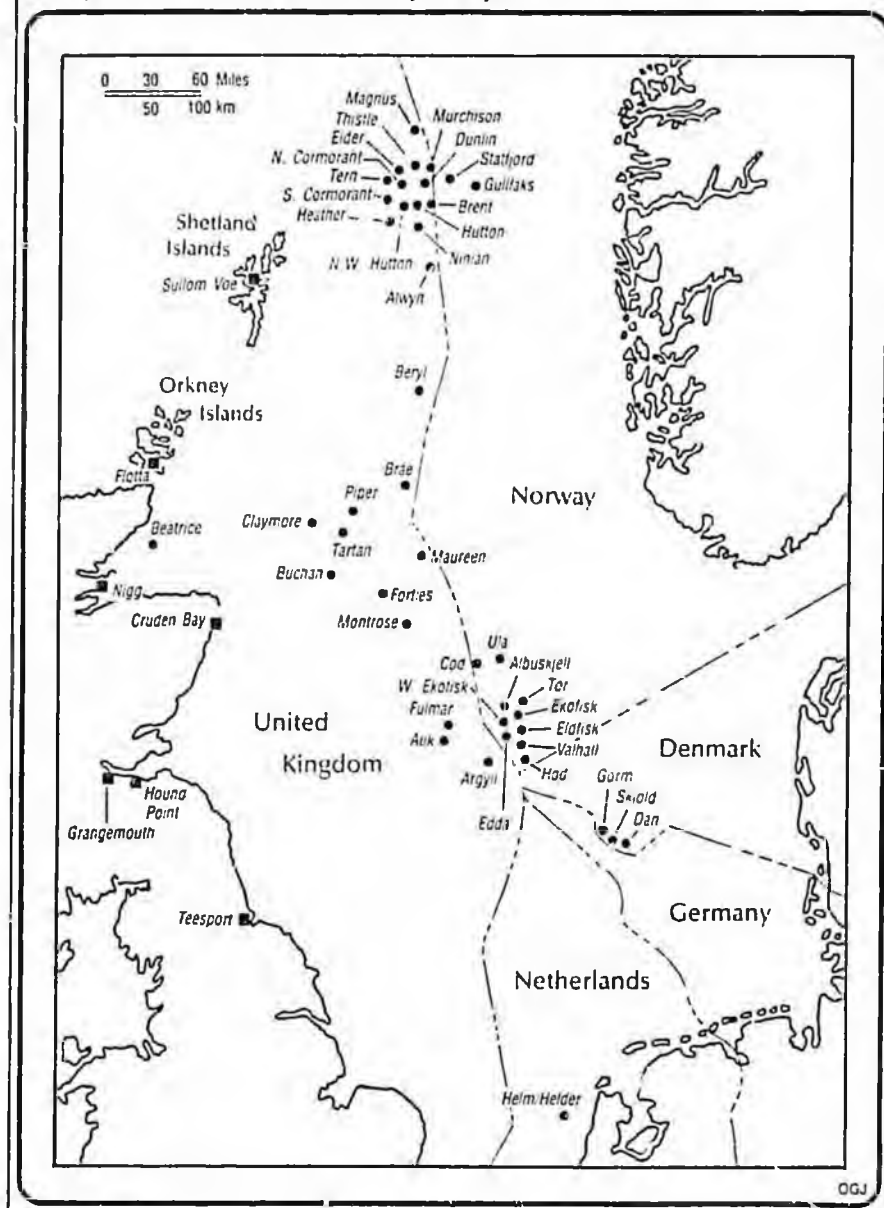 0 30 60 Miles
50 100 km
Magnus
Thistle
Murchison
Eider
Dunlin
N. Cormorant
Statfjord
Tern
Gullfaks
S. Cormorant
Brent
Heather
Hutton
Shetland
Islands
N.W. Hutton
Ninian
Sullom Voe
Alwyn
Beryl
Orkney
Islands
Flotta
Brae
Norway
Piper
Claymore
Beatrice
Tartan
Maureen
Buchan
Nigg
Forties
Cruden Bay
Montrose
Ula
Cod
Albuskjell
W. Ekofisk
Tor
Ekofisk
Fulmar
United
Kingdom
Eldfisk
Auk
Valhall
Denmark
Argyll
Hod
Gorm
Skjold
Dan
Hound
Point
Grangemouth
Edda
Teesport
Germany
Netherlands
Helm/Helder
OGJ